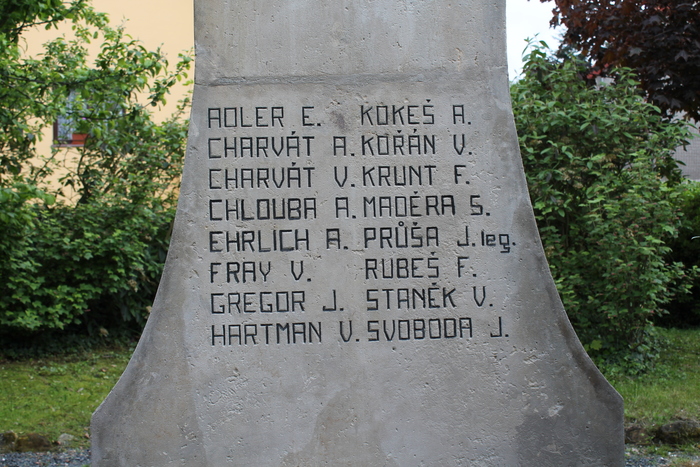 ADLER E. KOKEŠ A.
CHARVÁT A. KOŘÁN V.
CHARVÁT V. KRUNT F.
CHLOUBA A. MADĚRA S.
EHRLICH A. PRŮŠA J. leg.
FRAY V. RUBEŠ F.
GREGOR J. STANĚK V.
HARTMAN V. SVOBODA J.